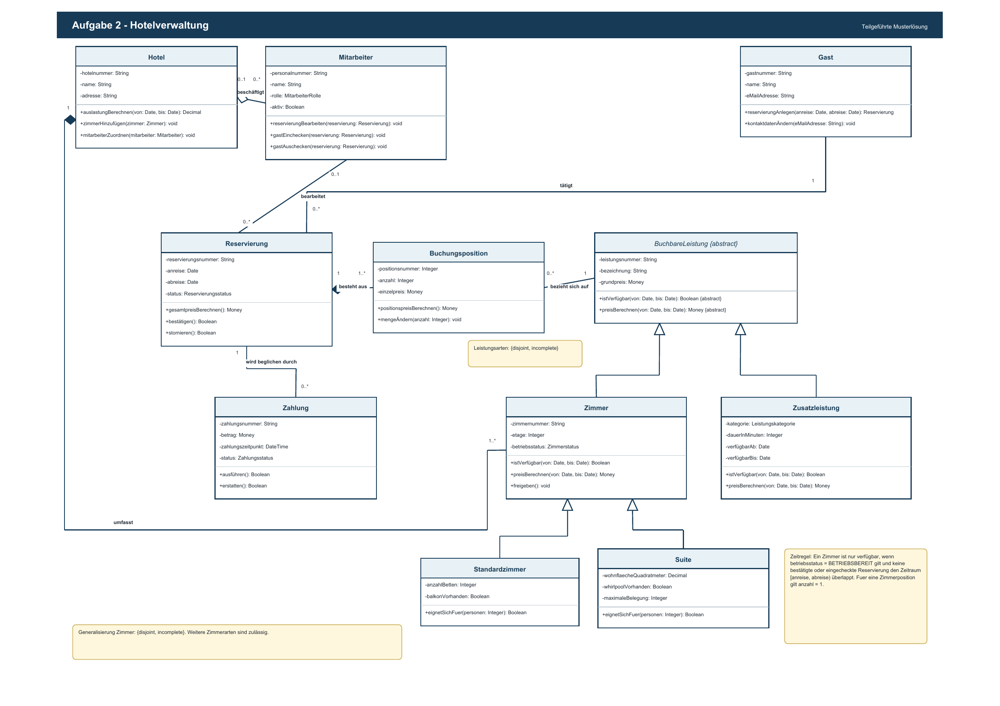 Aufgabe 2 - Hotelverwaltung
Teilgeführte Musterlösung
Hotel
-hotelnummer: String
-name: String
-adresse: String
+auslastungBerechnen(von: Date, bis: Date): Decimal
+zimmerHinzufügen(zimmer: Zimmer): void
+mitarbeiterZuordnen(mitarbeiter: Mitarbeiter): void
0..1
0..*
beschäftigt
1
Mitarbeiter
-personalnummer: String
-name: String
-rolle: MitarbeiterRolle
-aktiv: Boolean
+reservierungBearbeiten(reservierung: Reservierung): void
+gastEinchecken(reservierung: Reservierung): void
+gastAuschecken(reservierung: Reservierung): void
Gast
-gastnummer: String
-name: String
-eMailAdresse: String
+reservierungAnlegen(anreise: Date, abreise: Date): Reservierung
+kontaktdatenÄndern(eMailAdresse: String): void
0..1
1
tätigt
bearbeitet
0..*
0..*
Reservierung
-reservierungsnummer: String
-anreise: Date
-abreise: Date
-status: Reservierungsstatus
+gesamtpreisBerechnen(): Money
+bestätigen(): Boolean
+stornieren(): Boolean
1
1..*
besteht aus
Buchungsposition
-positionsnummer: Integer
-anzahl: Integer
-einzelpreis: Money
+positionspreisBerechnen(): Money
+mengeÄndern(anzahl: Integer): void
0..*
1
bezieht sich auf
BuchbareLeistung {abstract}
-leistungsnummer: String
-bezeichnung: String
-grundpreis: Money
+istVerfügbar(von: Date, bis: Date): Boolean {abstract}
+preisBerechnen(von: Date, bis: Date): Money {abstract}
Leistungsarten: {disjoint, incomplete}
1
wird beglichen durch
0..*
Zahlung
-zahlungsnummer: String
-betrag: Money
-zahlungszeitpunkt: DateTime
-status: Zahlungsstatus
+ausführen(): Boolean
+erstatten(): Boolean
1..*
Zimmer
-zimmernummer: String
-etage: Integer
-betriebsstatus: Zimmerstatus
+istVerfügbar(von: Date, bis: Date): Boolean
+preisBerechnen(von: Date, bis: Date): Money
+freigeben(): void
Zusatzleistung
-kategorie: Leistungskategorie
-dauerInMinuten: Integer
-verfügbarAb: Date
-verfügbarBis: Date
+istVerfügbar(von: Date, bis: Date): Boolean
+preisBerechnen(von: Date, bis: Date): Money
umfasst
Standardzimmer
-anzahlBetten: Integer
-balkonVorhanden: Boolean
+eignetSichFuer(personen: Integer): Boolean
Suite
-wohnflaecheQuadratmeter: Decimal
-whirlpoolVorhanden: Boolean
-maximaleBelegung: Integer
+eignetSichFuer(personen: Integer): Boolean
Zeitregel: Ein Zimmer ist nur verfügbar, wenn
betriebsstatus = BETRIEBSBEREIT gilt und keine
bestätigte oder eingecheckte Reservierung den Zeitraum
[anreise, abreise) überlappt. Fuer eine Zimmerposition
gilt anzahl = 1.
Generalisierung Zimmer: {disjoint, incomplete}. Weitere Zimmerarten sind zulässig.